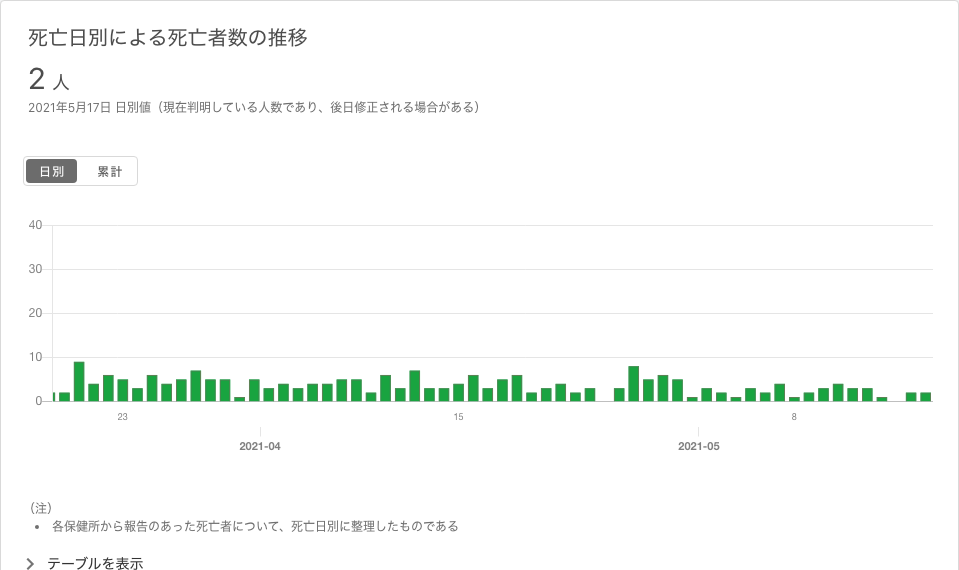 死亡日別による死亡者数の推移
2 人
2021年5月17日 日別値（現在判明している人数であり、後日修正される場合がある）
日別 累計
40
30
20
10
0
23 15 8
2021-04 2021-05
（注）
• 各保健所から報告のあった死亡者について、死亡日別に整理したものである
テーブルを表示